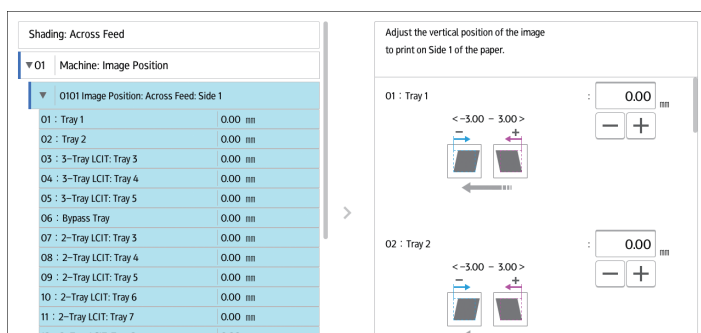 Shading: Across Feed
▼01 Machine: Image Position
▼ 0101 Image Position: Across Feed: Side 1
01 : Tray 1 0.00 mm
02 : Tray 2 0.00 mm
03 : 3-Tray LCIT: Tray 3 0.00 mm
04 : 3-Tray LCIT: Tray 4 0.00 mm
05 : 3-Tray LCIT: Tray 5 0.00 mm
06 : Bypass Tray 0.00 mm
07 : 2-Tray LCIT: Tray 3 0.00 mm
08 : 2-Tray LCIT: Tray 4 0.00 mm
09 : 2-Tray LCIT: Tray 5 0.00 mm
10 : 2-Tray LCIT: Tray 6 0.00 mm
11 : 2-Tray LCIT: Tray 7 0.00 mm
Adjust the vertical position of the image
to print on Side 1 of the paper.
01 : Tray 1 : 0.00 mm
< -3.00 - 3.00 >
− +
− +
02 : Tray 2 : 0.00 mm
< -3.00 - 3.00 >
− +
− +